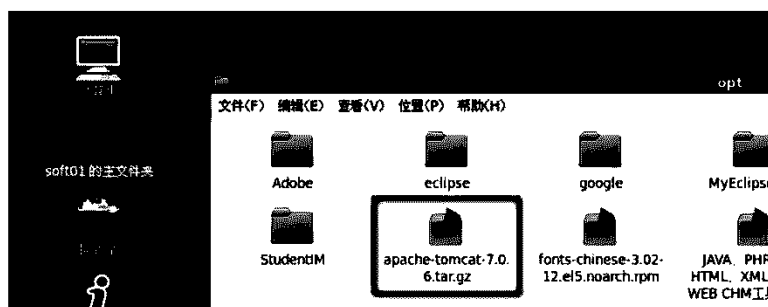 opt
文件(F) 编辑(E) 查看(V) 位置(P) 帮助(H)
soft01 的主文件夹
Adobe
eclipse
google
MyEclipse
StudentIM
apache-tomcat-7.0.
6.tar.gz
fonts-chinese-3.02-
12.el5.noarch.rpm
JAVA、PHP
HTML、XML
WEB CHM工具